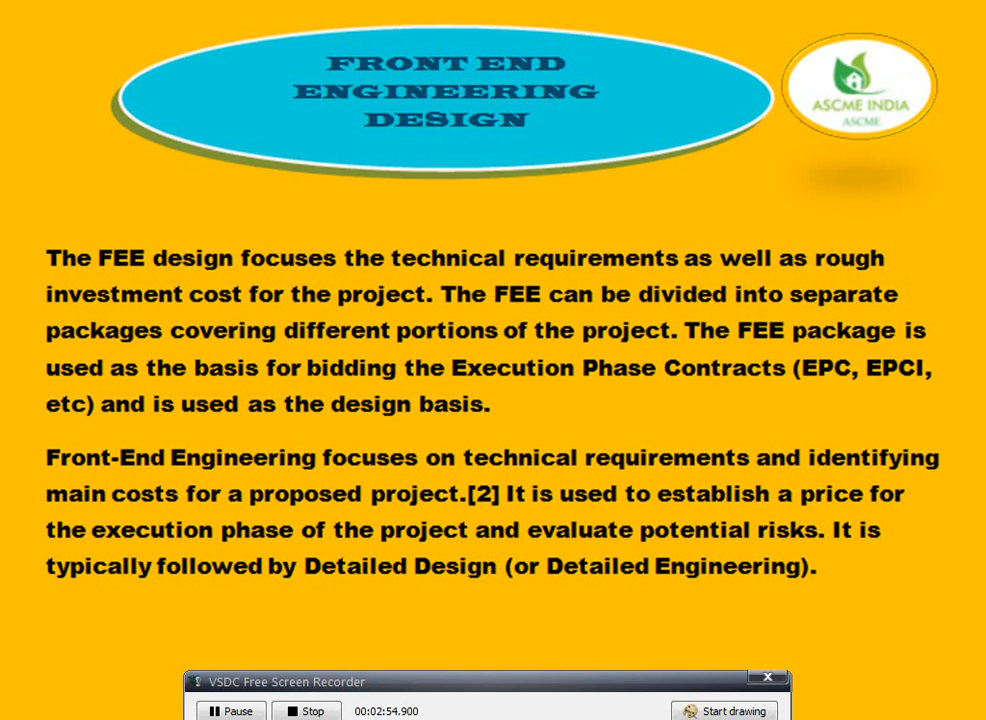 FRONT END
ENGINEERING
DESIGN
ASCME INDIA
ASCME
The FEE design focuses the technical requirements as well as rough
investment cost for the project. The FEE can be divided into separate
packages covering different portions of the project. The FEE package is
used as the basis for bidding the Execution Phase Contracts (EPC, EPCI,
etc) and is used as the design basis.
Front-End Engineering focuses on technical requirements and identifying
main costs for a proposed project.[2] It is used to establish a price for
the execution phase of the project and evaluate potential risks. It is
typically followed by Detailed Design (or Detailed Engineering).
VSDC Free Screen Recorder
Pause Stop 00:02:54.900 Start drawing